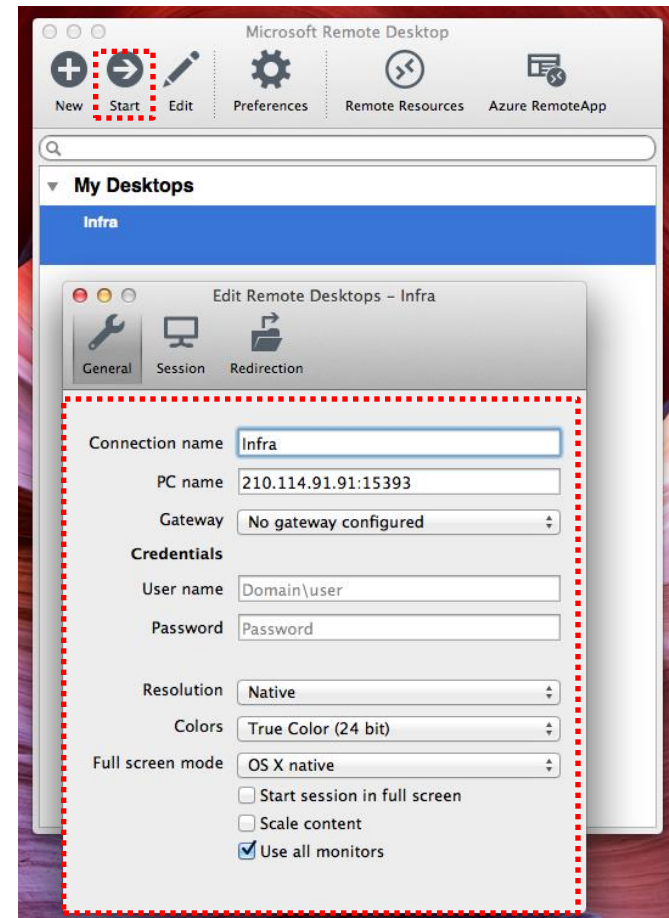 Microsoft Remote Desktop
New Start Edit Preferences Remote Resources Azure RemoteApp
My Desktops
Infra
Edit Remote Desktops – Infra
General Session Redirection
Connection name Infra
PC name 210.114.91.91:15393
Gateway No gateway configured
Credentials
User name Domain\user
Password Password
Resolution Native
Colors True Color (24 bit)
Full screen mode OS X native
Start session in full screen
Scale content
Use all monitors